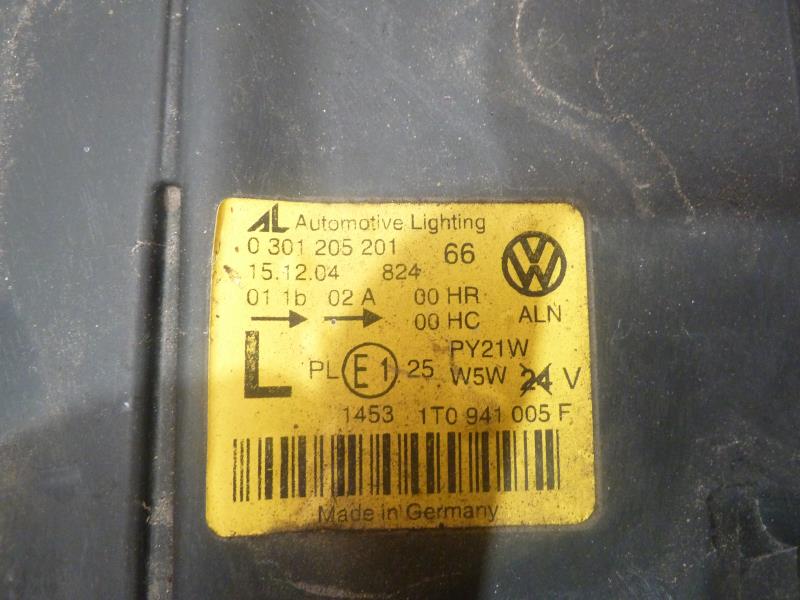 AL Automotive Lighting
0 301 205 201 66
15.12.04 824
01 1b 02 A 00 HR
00 HC ALN
L PL E1 25 PY21W
W5W 24 V
1453 1T0 941 005 F
Made in Germany